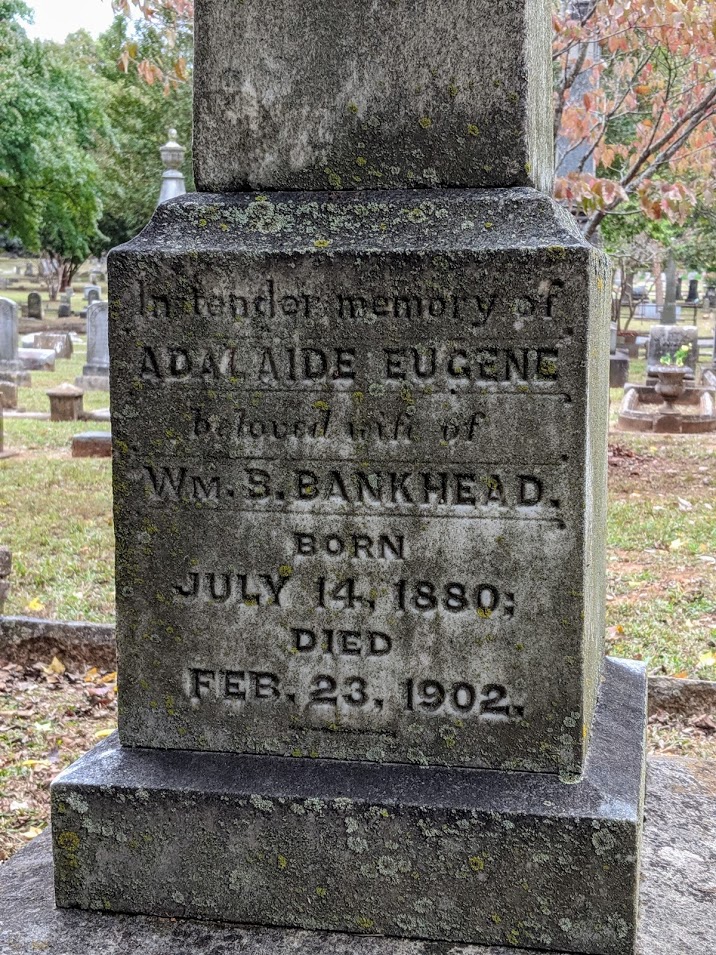 In tender memory of
ADALAIDE EUGENE
beloved wife of
WM. B. BANKHEAD.
BORN
JULY 14, 1880;
DIED
FEB. 23, 1902.